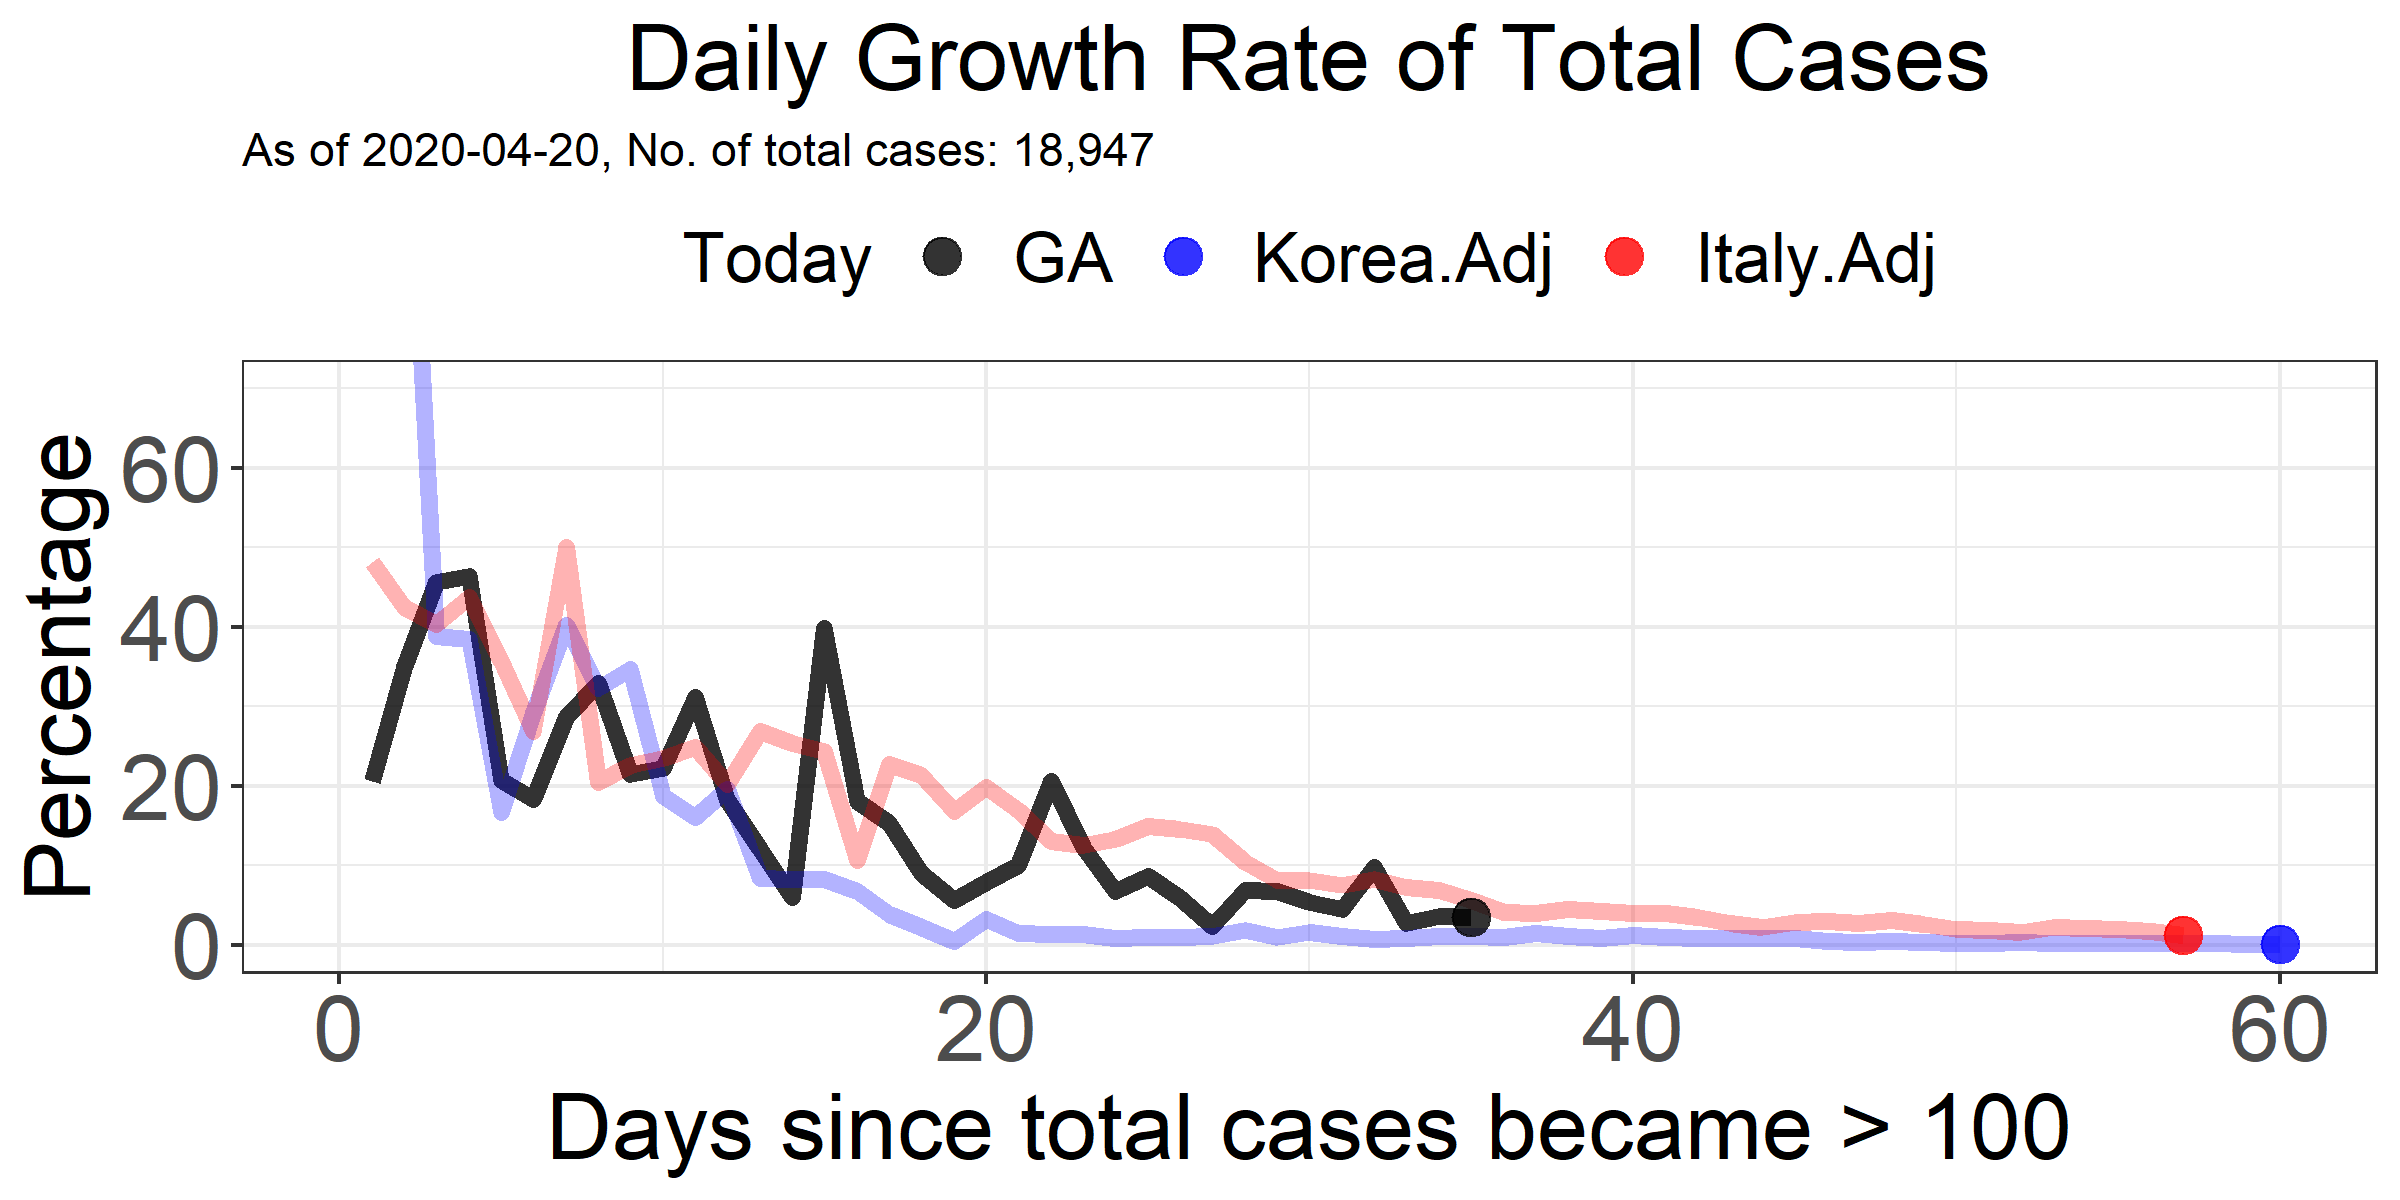 Daily Growth Rate of Total Cases
As of 2020-04-20, No. of total cases: 18,947
Today GA Korea.Adj Italy.Adj
Percentage
60
40
20
0
0 20 40 60
Days since total cases became > 100